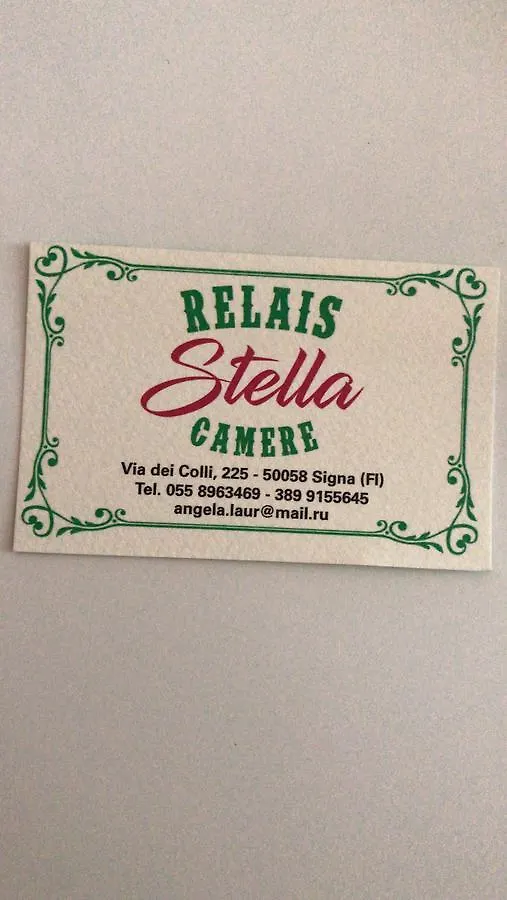 RELAIS
Stella
CAMERE
Via dei Colli, 225 - 50058 Signa (FI)
Tel. 055 8963469 - 389 9155645
angela.laur@mail.ru